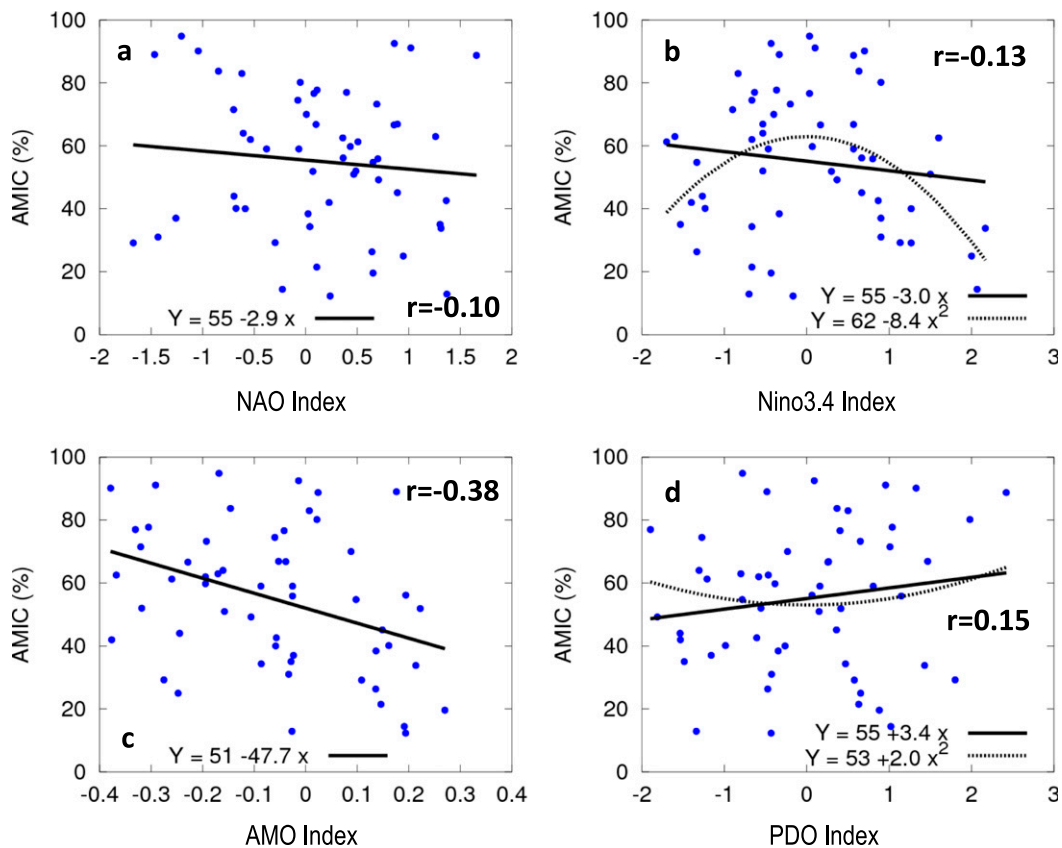 100
80
60
40
20
0
AMIC (%)
a
r=-0.10
Y = 55 -2.9 x
-2 -1.5 -1 -0.5 0 0.5 1 1.5 2
NAO Index
100
80
60
40
20
0
AMIC (%)
b
r=-0.13
Y = 55 -3.0 x
Y = 62 -8.4 x²
-2 -1 0 1 2 3
Nino3.4 Index
100
80
60
40
20
0
AMIC (%)
r=-0.38
c
Y = 51 -47.7 x
-0.4 -0.3 -0.2 -0.1 0 0.1 0.2 0.3 0.4
AMO Index
100
80
60
40
20
0
AMIC (%)
d
r=0.15
Y = 55 +3.4 x
Y = 53 +2.0 x²
-2 -1 0 1 2 3
PDO Index